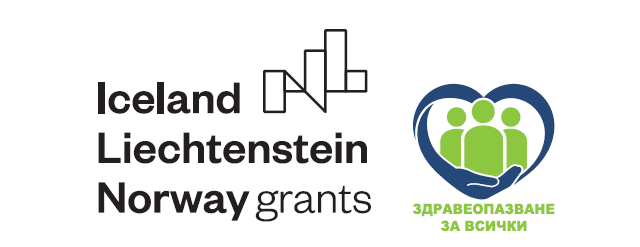 Iceland
Liechtenstein
Norway grants
ЗДРАВЕОПАЗВАНЕ
ЗА ВСИЧКИ